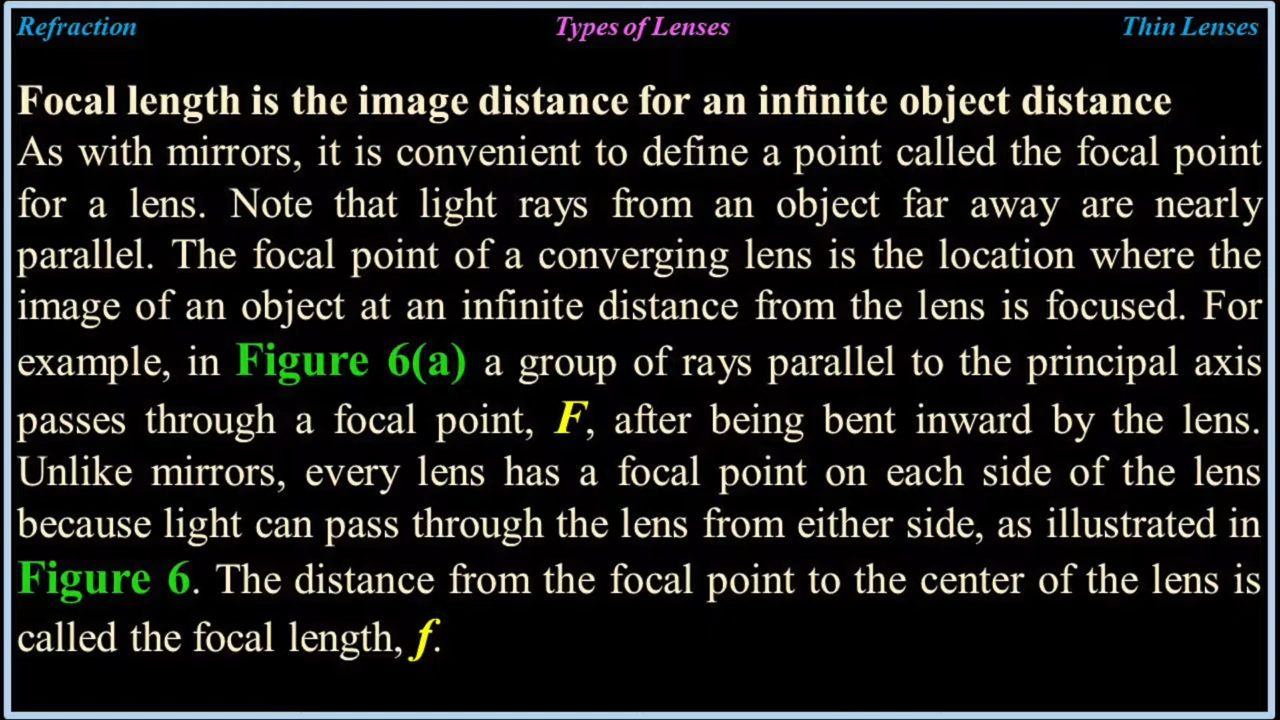 Refraction Types of Lenses Thin Lenses
Focal length is the image distance for an infinite object distance
As with mirrors, it is convenient to define a point called the focal point
for a lens. Note that light rays from an object far away are nearly
parallel. The focal point of a converging lens is the location where the
image of an object at an infinite distance from the lens is focused. For
example, in Figure 6(a) a group of rays parallel to the principal axis
passes through a focal point, F, after being bent inward by the lens.
Unlike mirrors, every lens has a focal point on each side of the lens
because light can pass through the lens from either side, as illustrated in
Figure 6. The distance from the focal point to the center of the lens is
called the focal length, f.